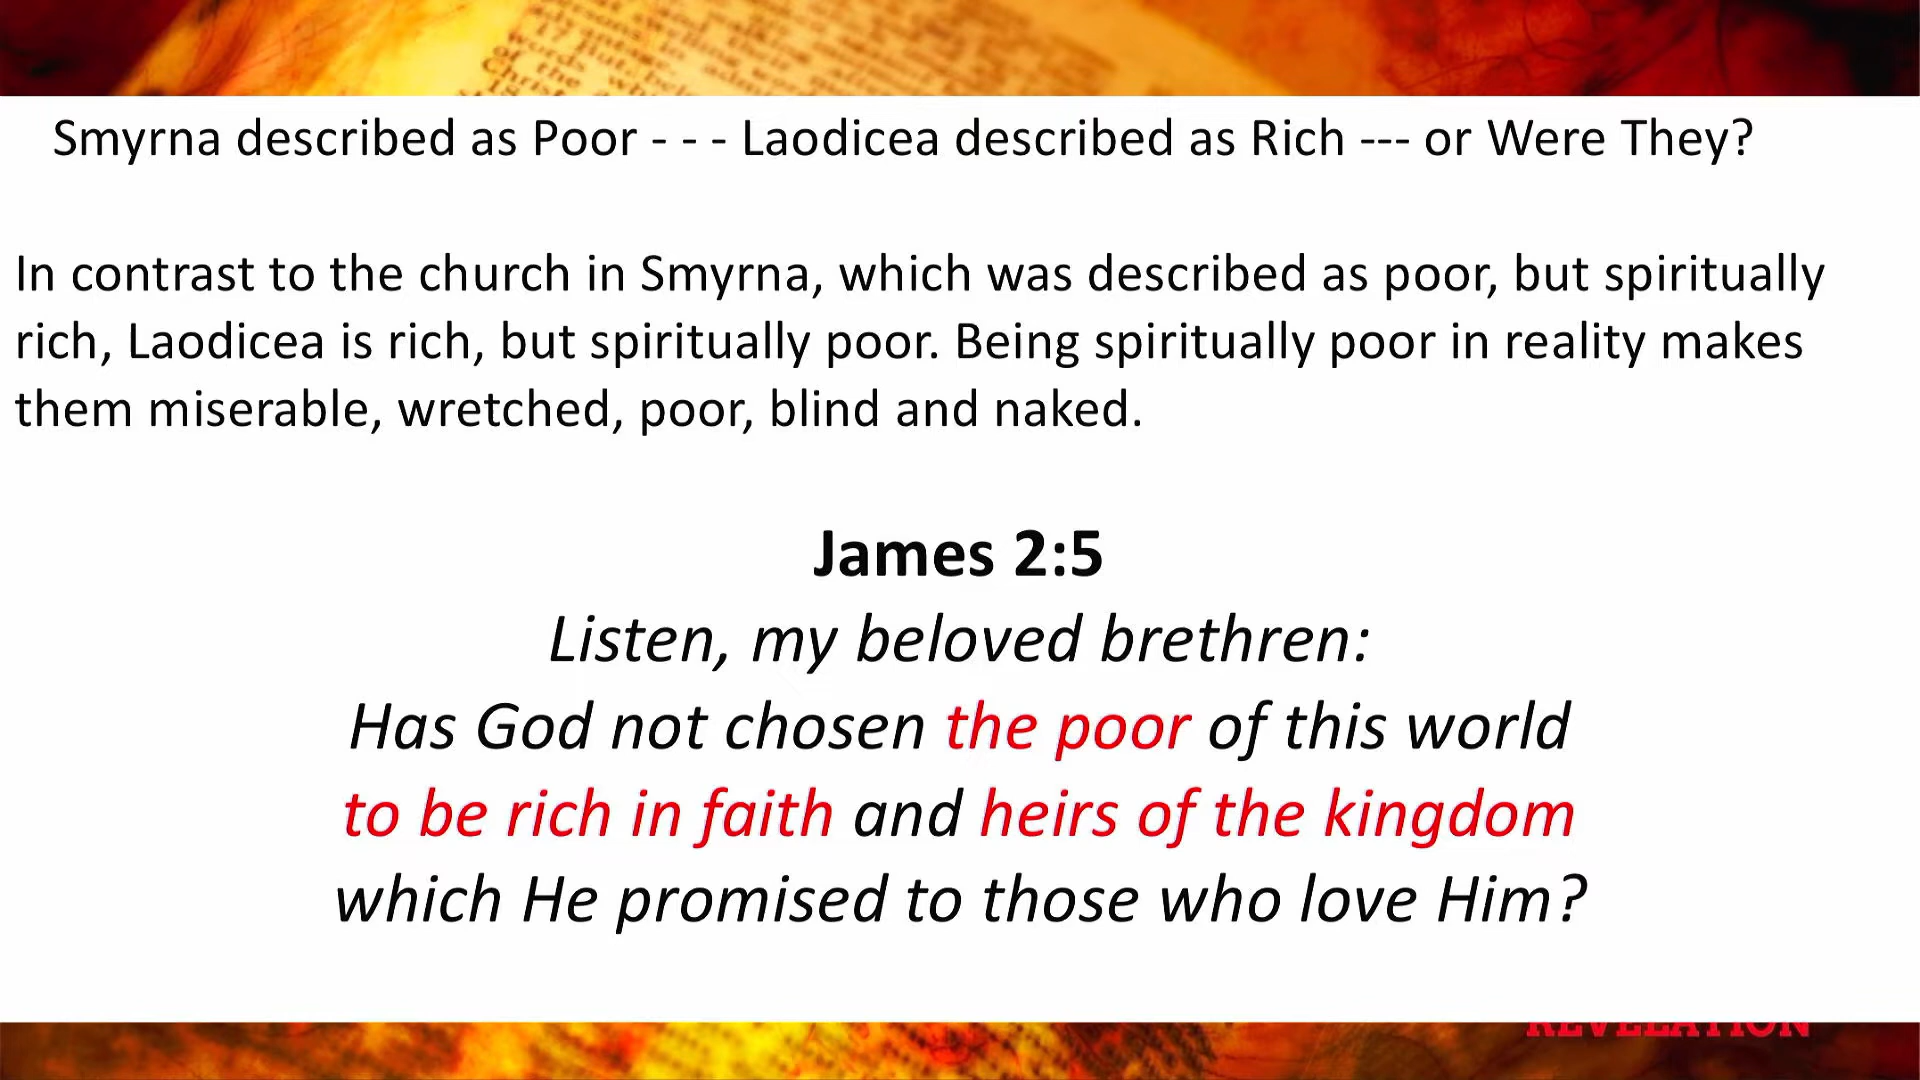 Smyrna described as Poor - - - Laodicea described as Rich --- or Were They?
In contrast to the church in Smyrna, which was described as poor, but spiritually
rich, Laodicea is rich, but spiritually poor. Being spiritually poor in reality makes
them miserable, wretched, poor, blind and naked.
James 2:5
Listen, my beloved brethren:
Has God not chosen the poor of this world
to be rich in faith and heirs of the kingdom
which He promised to those who love Him?
REVELATION